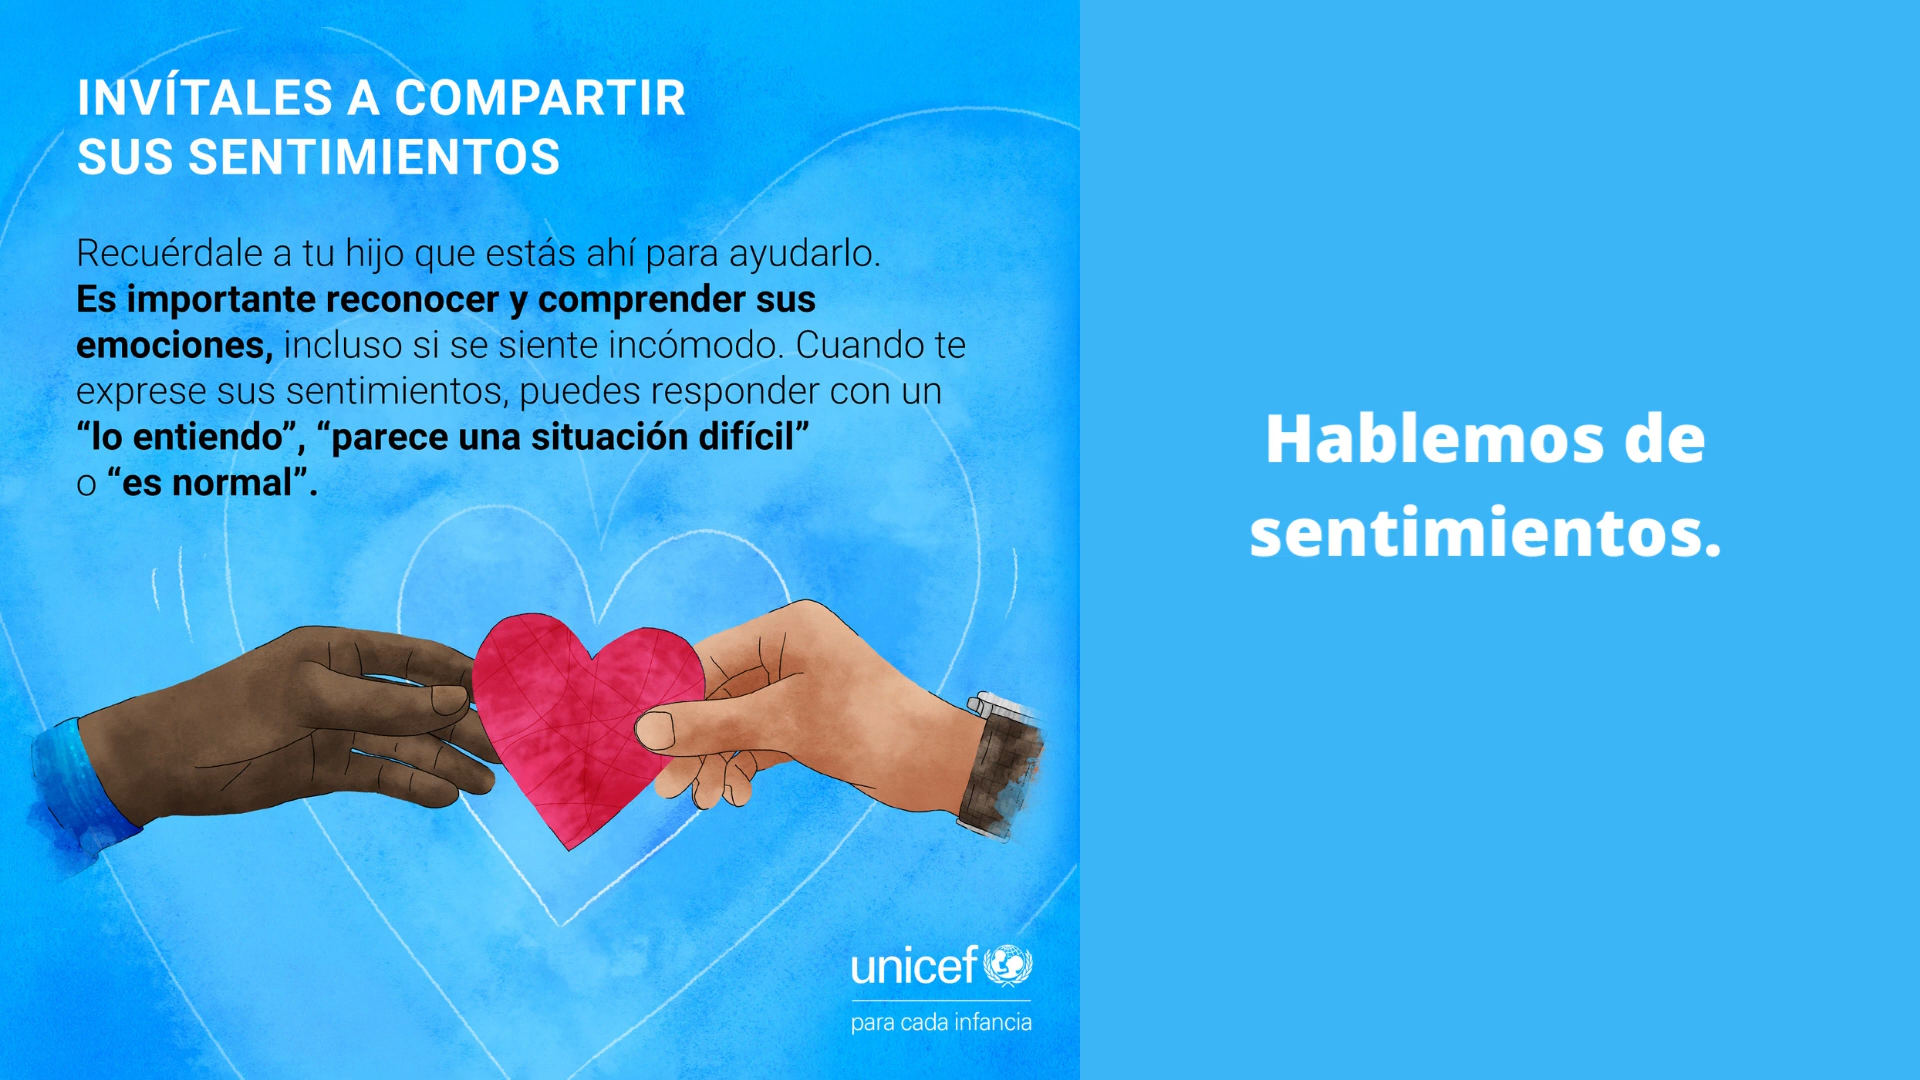 INVÍTALES A COMPARTIR
SUS SENTIMIENTOS
Recuérdale a tu hijo que estás ahí para ayudarlo.
Es importante reconocer y comprender sus
emociones, incluso si se siente incómodo. Cuando te
exprese sus sentimientos, puedes responder con un
“lo entiendo”, “parece una situación difícil”
o “es normal”.
unicef
para cada infancia
Hablemos de
sentimientos.